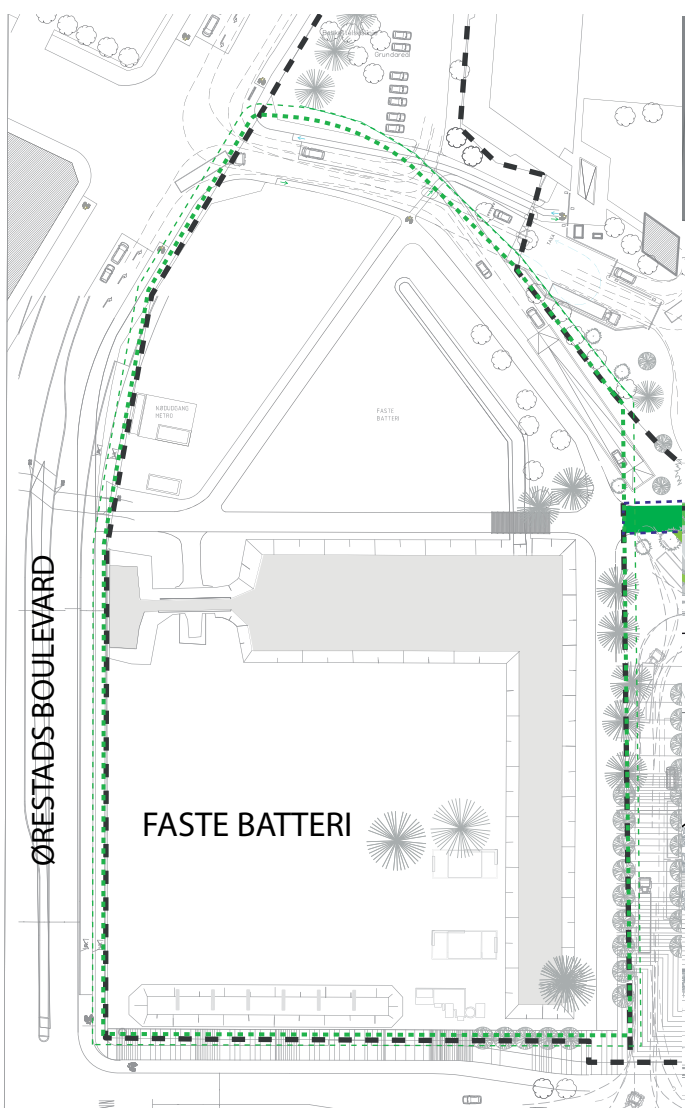 Grundareal
NØDUDGANG
METRO
FASTE
BATTERI
ØRESTADS BOULEVARD
FASTE BATTERI